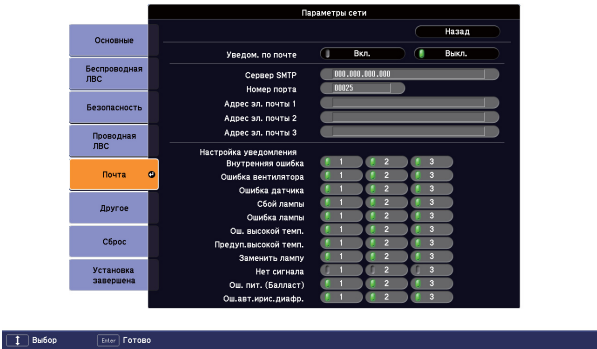 Параметры сети
Назад
Основные
Беспроводная
ЛВС
Безопасность
Проводная
ЛВС
Почта
Другое
Сброс
Установка
завершена
Уведом. по почте Вкл. Выкл.
Сервер SMTP 000.000.000.000
Номер порта 00025
Адрес эл. почты 1
Адрес эл. почты 2
Адрес эл. почты 3
Настройка уведомления
Внутренняя ошибка 1 2 3
Ошибка вентилятора 1 2 3
Ошибка датчика 1 2 3
Сбой лампы 1 2 3
Ошибка лампы 1 2 3
Ош. высокой темп. 1 2 3
Предуп.высокой темп. 1 2 3
Заменить лампу 1 2 3
Нет сигнала 1 2 3
Ош. пит. (Балласт) 1 2 3
Ош.авт.ирис.диафр. 1 2 3
Выбор Enter Готово